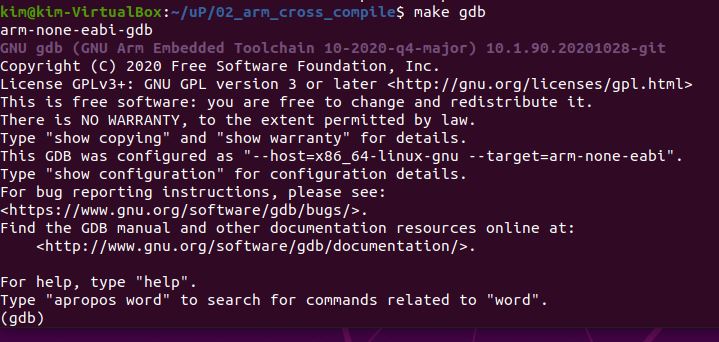 kim@kim-VirtualBox:~/uP/02_arm_cross_compile$ make gdb
arm-none-eabi-gdb
GNU gdb (GNU Arm Embedded Toolchain 10-2020-q4-major) 10.1.90.20201028-git
Copyright (C) 2020 Free Software Foundation, Inc.
License GPLv3+: GNU GPL version 3 or later <http://gnu.org/licenses/gpl.html>
This is free software: you are free to change and redistribute it.
There is NO WARRANTY, to the extent permitted by law.
Type "show copying" and "show warranty" for details.
This GDB was configured as "--host=x86_64-linux-gnu --target=arm-none-eabi".
Type "show configuration" for configuration details.
For bug reporting instructions, please see:
<https://www.gnu.org/software/gdb/bugs/>.
Find the GDB manual and other documentation resources online at:
    <http://www.gnu.org/software/gdb/documentation/>.

For help, type "help".
Type "apropos word" to search for commands related to "word".
(gdb)